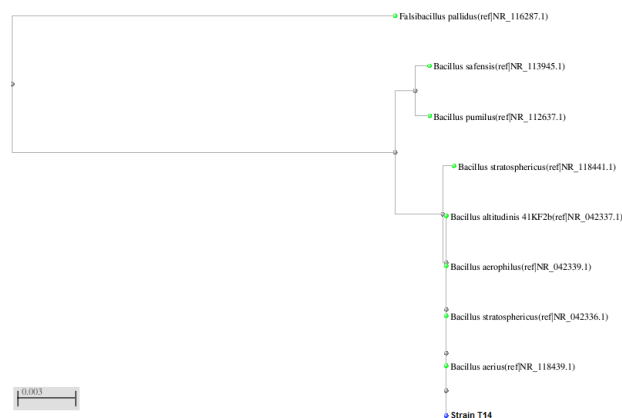 Falsibacillus pallidus(ref|NR_116287.1)
Bacillus safensis(ref|NR_113945.1)
Bacillus pumilus(ref|NR_112637.1)
Bacillus stratosphericus(ref|NR_118441.1)
Bacillus altitudinis 41KF2b(ref|NR_042337.1)
Bacillus aerophilus(ref|NR_042339.1)
Bacillus stratosphericus(ref|NR_042336.1)
Bacillus aerius(ref|NR_118439.1)
0.003
Strain T14